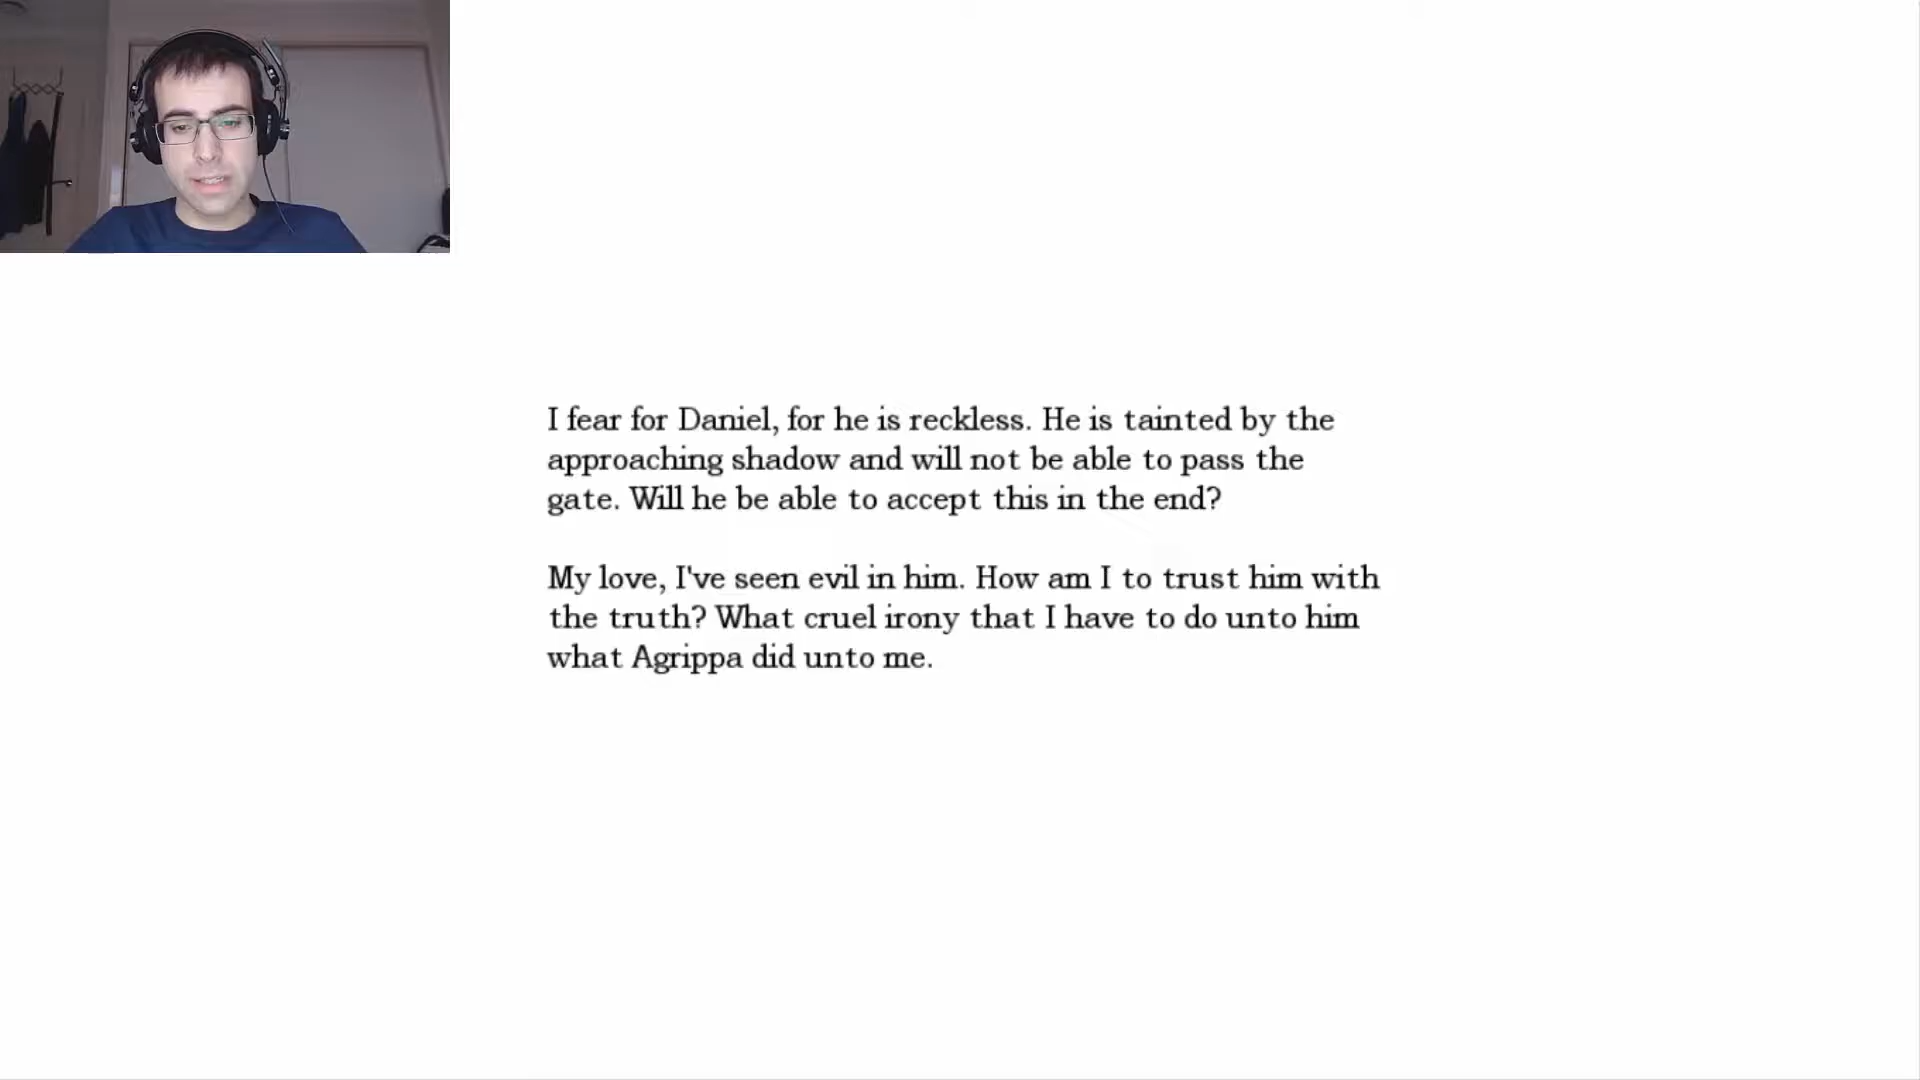 I fear for Daniel, for he is reckless. He is tainted by the
approaching shadow and will not be able to pass the
gate. Will he be able to accept this in the end?
My love, I've seen evil in him. How am I to trust him with
the truth? What cruel irony that I have to do unto him
what Agrippa did unto me.